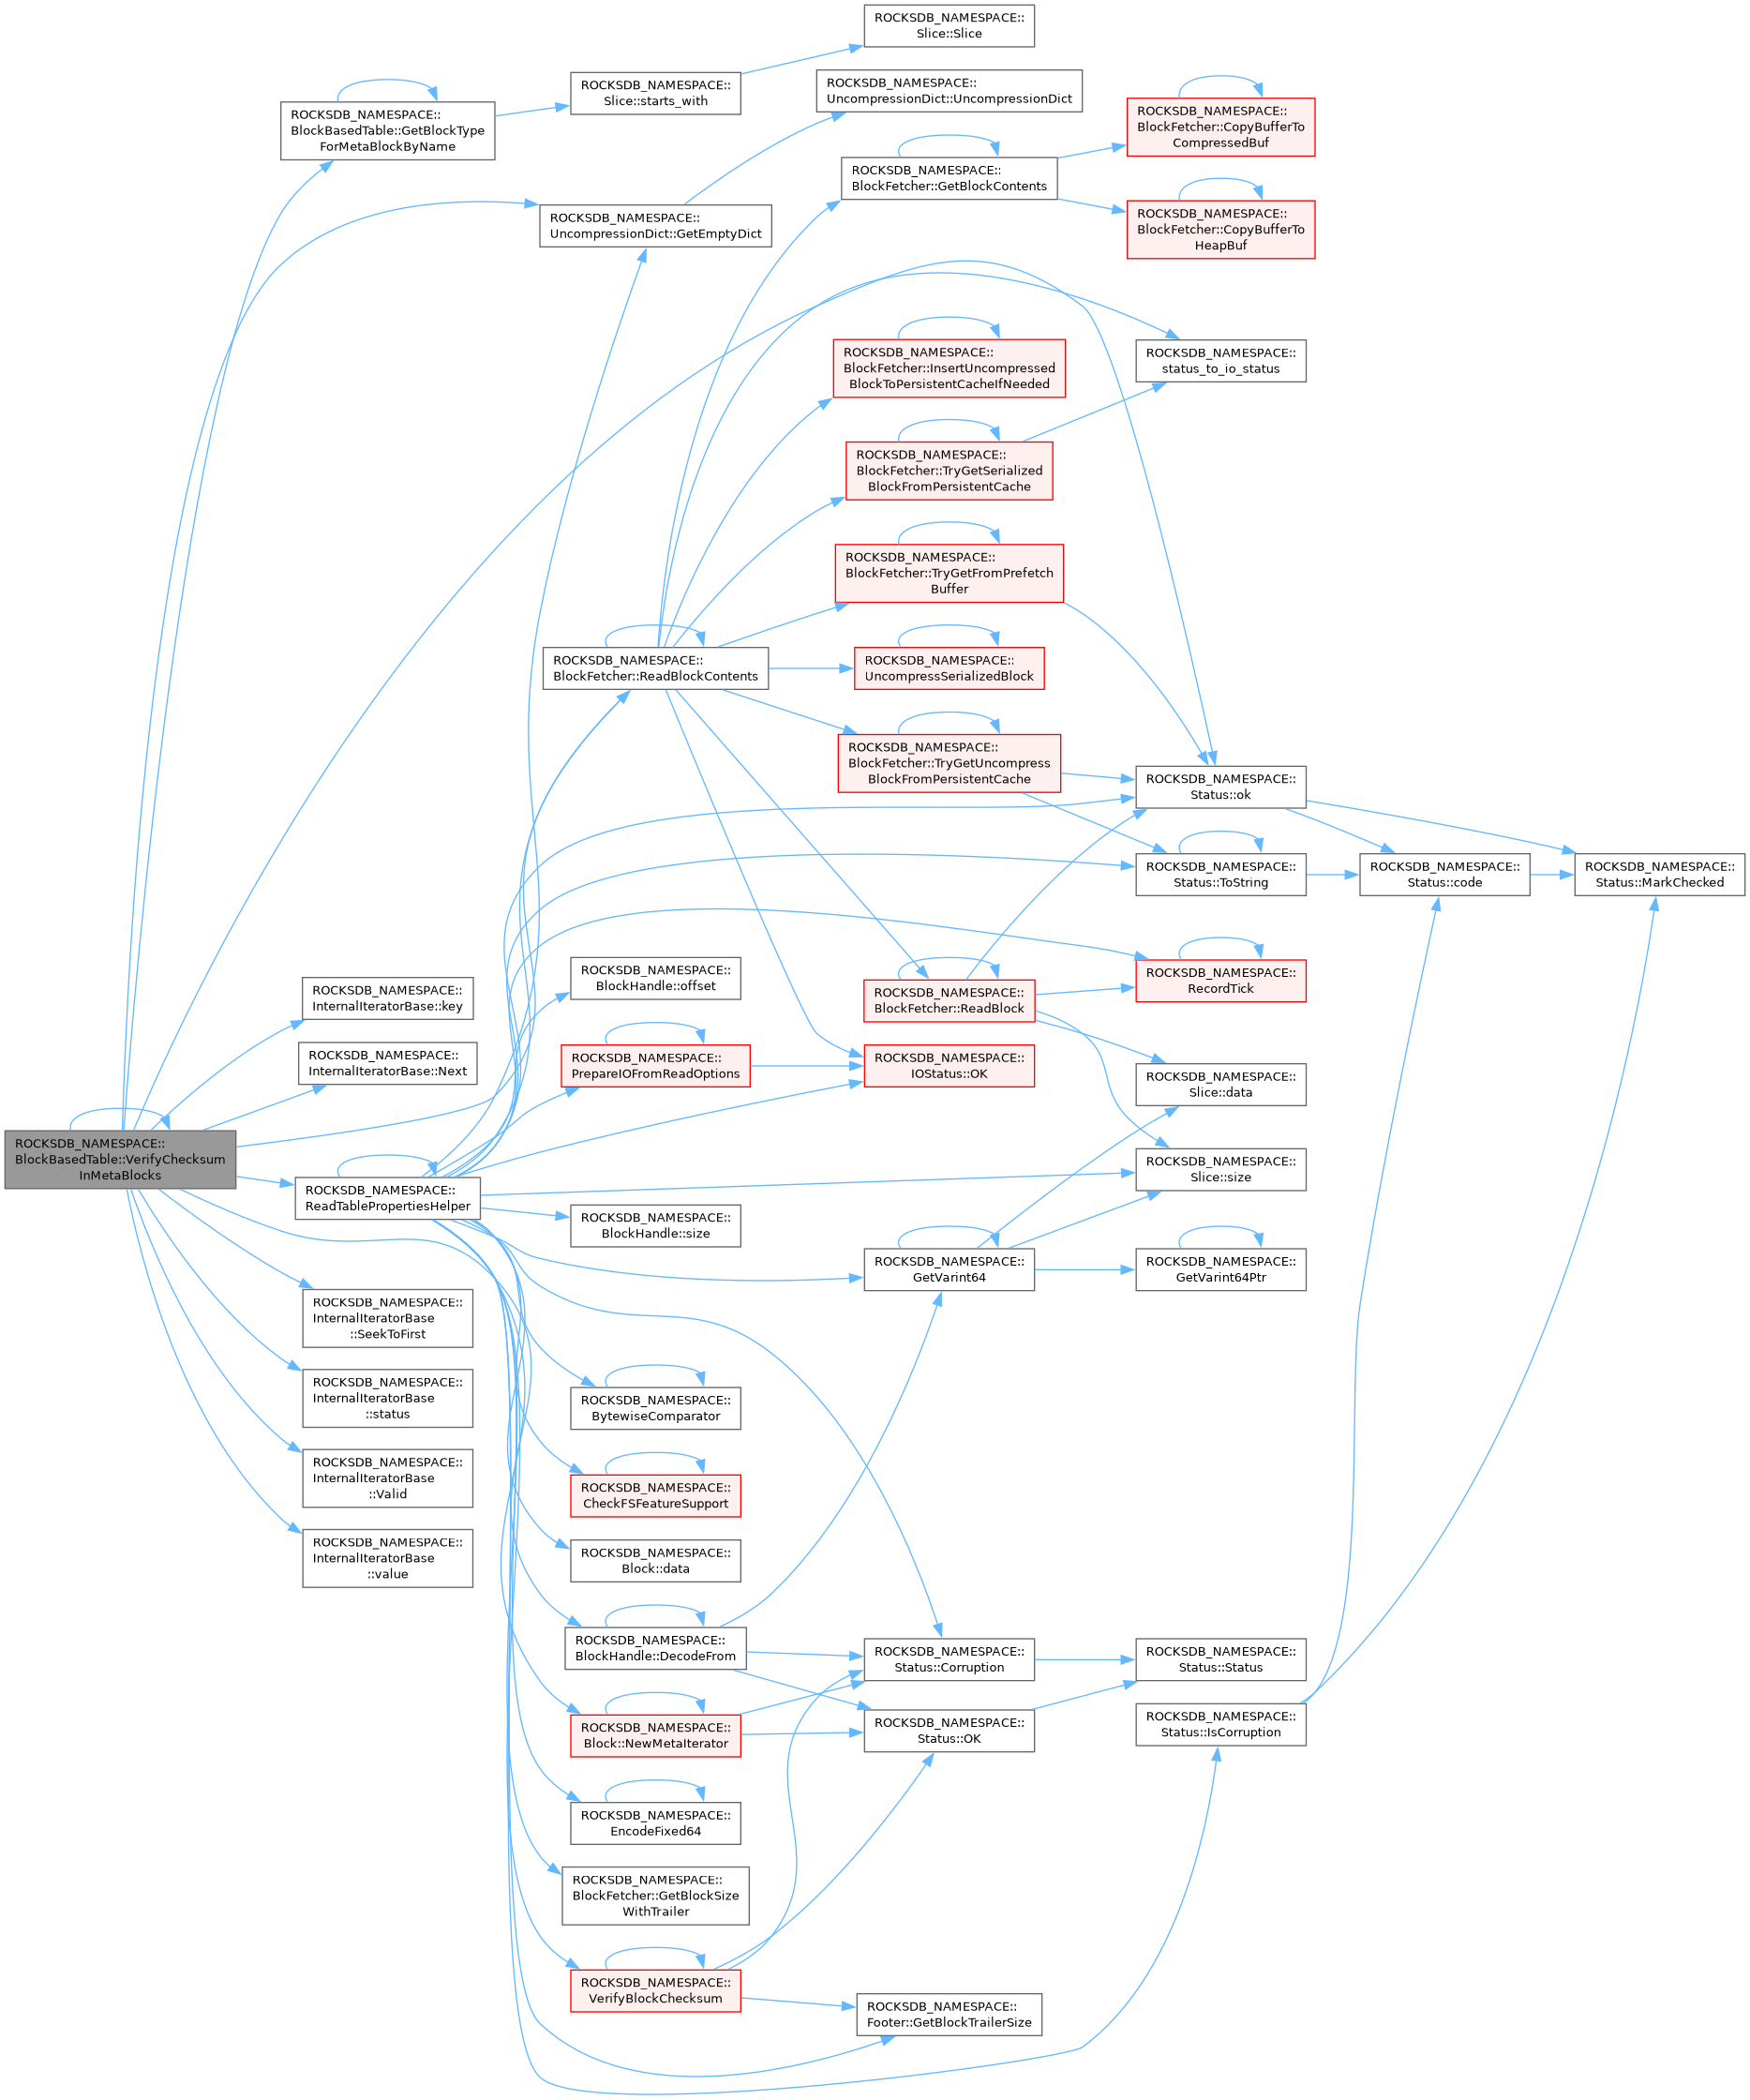 ROCKSDB_NAMESPACE::
BlockBasedTable::VerifyChecksum
InMetaBlocks
ROCKSDB_NAMESPACE::
BlockBasedTable::GetBlockType
ForMetaBlockByName
ROCKSDB_NAMESPACE::
InternalIteratorBase::key
ROCKSDB_NAMESPACE::
InternalIteratorBase::Next
ROCKSDB_NAMESPACE::
ReadTablePropertiesHelper
ROCKSDB_NAMESPACE::
InternalIteratorBase
::SeekToFirst
ROCKSDB_NAMESPACE::
InternalIteratorBase
::status
ROCKSDB_NAMESPACE::
InternalIteratorBase
::Valid
ROCKSDB_NAMESPACE::
InternalIteratorBase
::value
ROCKSDB_NAMESPACE::
Slice::starts_with
ROCKSDB_NAMESPACE::
UncompressionDict::GetEmptyDict
ROCKSDB_NAMESPACE::
BlockFetcher::ReadBlockContents
ROCKSDB_NAMESPACE::
BlockHandle::offset
ROCKSDB_NAMESPACE::
PrepareIOFromReadOptions
ROCKSDB_NAMESPACE::
BlockHandle::size
ROCKSDB_NAMESPACE::
BytewiseComparator
ROCKSDB_NAMESPACE::
CheckFSFeatureSupport
ROCKSDB_NAMESPACE::
Block::data
ROCKSDB_NAMESPACE::
BlockHandle::DecodeFrom
ROCKSDB_NAMESPACE::
Block::NewMetaIterator
ROCKSDB_NAMESPACE::
EncodeFixed64
ROCKSDB_NAMESPACE::
BlockFetcher::GetBlockSize
WithTrailer
ROCKSDB_NAMESPACE::
VerifyBlockChecksum
ROCKSDB_NAMESPACE::
Slice::Slice
ROCKSDB_NAMESPACE::
UncompressionDict::UncompressionDict
ROCKSDB_NAMESPACE::
BlockFetcher::GetBlockContents
ROCKSDB_NAMESPACE::
BlockFetcher::InsertUncompressed
BlockToPersistentCacheIfNeeded
ROCKSDB_NAMESPACE::
BlockFetcher::TryGetSerialized
BlockFromPersistentCache
ROCKSDB_NAMESPACE::
BlockFetcher::TryGetFromPrefetch
Buffer
ROCKSDB_NAMESPACE::
UncompressSerializedBlock
ROCKSDB_NAMESPACE::
BlockFetcher::TryGetUncompress
BlockFromPersistentCache
ROCKSDB_NAMESPACE::
BlockFetcher::ReadBlock
ROCKSDB_NAMESPACE::
IOStatus::OK
ROCKSDB_NAMESPACE::
GetVarint64
ROCKSDB_NAMESPACE::
Status::Corruption
ROCKSDB_NAMESPACE::
Status::OK
ROCKSDB_NAMESPACE::
Footer::GetBlockTrailerSize
ROCKSDB_NAMESPACE::
BlockFetcher::CopyBufferTo
CompressedBuf
ROCKSDB_NAMESPACE::
BlockFetcher::CopyBufferTo
HeapBuf
ROCKSDB_NAMESPACE::
status_to_io_status
ROCKSDB_NAMESPACE::
Status::ok
ROCKSDB_NAMESPACE::
Status::ToString
ROCKSDB_NAMESPACE::
RecordTick
ROCKSDB_NAMESPACE::
Slice::data
ROCKSDB_NAMESPACE::
Slice::size
ROCKSDB_NAMESPACE::
GetVarint64Ptr
ROCKSDB_NAMESPACE::
Status::Status
ROCKSDB_NAMESPACE::
Status::IsCorruption
ROCKSDB_NAMESPACE::
Status::code
ROCKSDB_NAMESPACE::
Status::MarkChecked